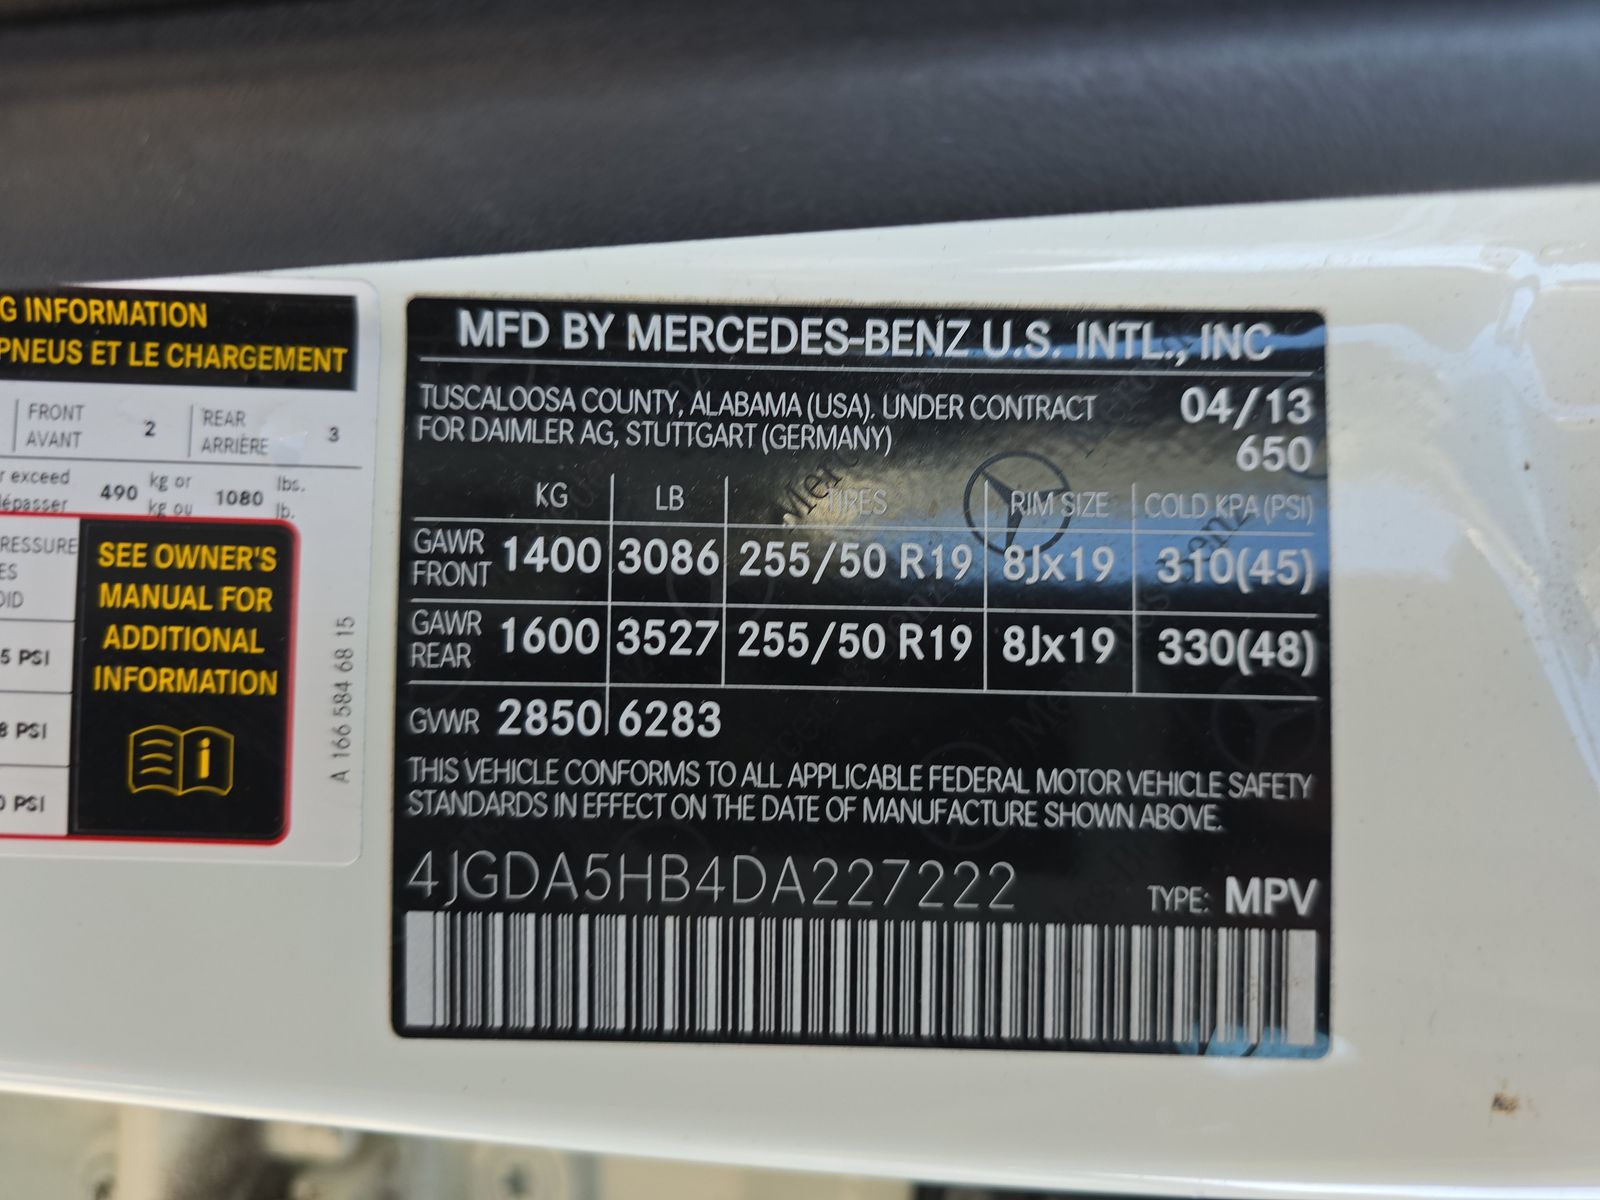 G INFORMATION
PNEUS ET LE CHARGEMENT
FRONT
AVANT
2
REAR
ARRIÈRE
3
exceed
dépasser
490
kg or
kg ou
1080
lbs.
lb.
RESSURE
5 PSI
8 PSI
0 PSI
SEE OWNER'S
MANUAL FOR
ADDITIONAL
INFORMATION
A 166 584 68 15
MFD BY MERCEDES-BENZ U.S. INTL., INC
TUSCALOOSA COUNTY, ALABAMA (USA). UNDER CONTRACT
FOR DAIMLER AG, STUTTGART (GERMANY)
04/13
650
KG LB TIRES RIM SIZE COLD KPA (PSI)
GAWR
FRONT
1400 3086 255/50 R19 8Jx19 310(45)
GAWR
REAR
1600 3527 255/50 R19 8Jx19 330(48)
GVWR 2850 6283
THIS VEHICLE CONFORMS TO ALL APPLICABLE FEDERAL MOTOR VEHICLE SAFETY
STANDARDS IN EFFECT ON THE DATE OF MANUFACTURE SHOWN ABOVE.
4JGDA5HB4DA227222
TYPE: MPV